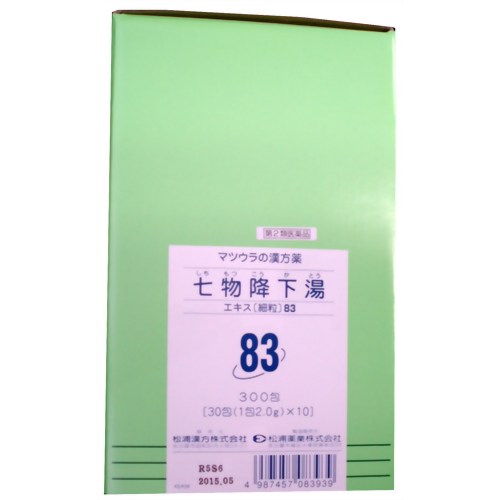 第2類医薬品
マツウラの漢方薬
しち もつ こう か とう
七物降下湯
エキス〔細粒〕83
83
300包
[30包(1包2.0g)×10]
松浦漢方株式会社 松浦薬業株式会社
R5S6
2015.05
4 987457 083939